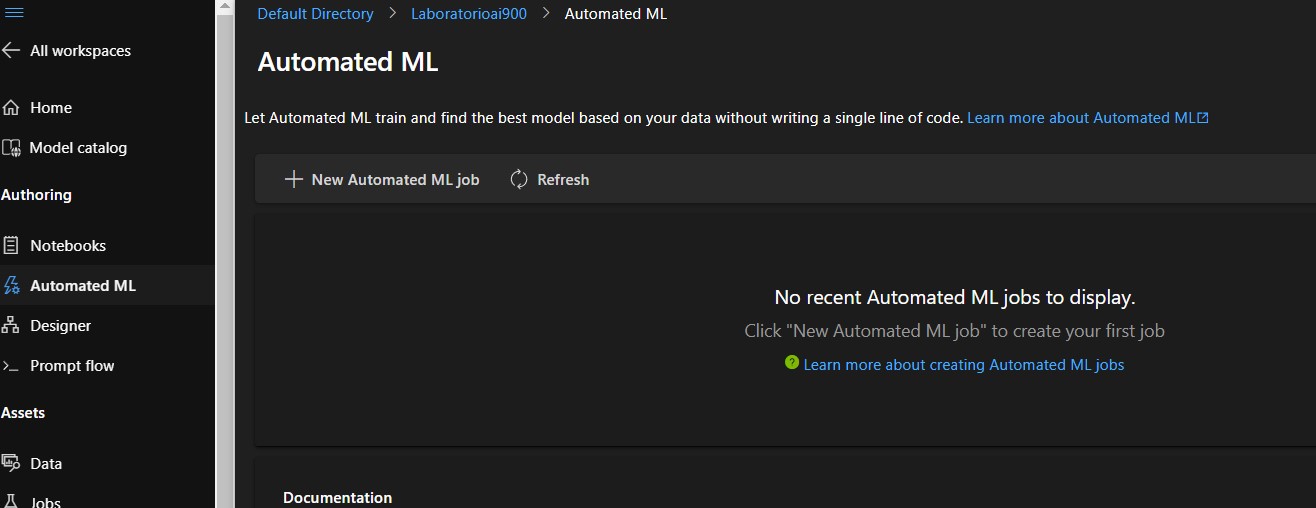 Default Directory > Laboratorioai900 > Automated ML
All workspaces
Home
Model catalog
Authoring
Notebooks
Automated ML
Designer
Prompt flow
Assets
Data
Jobs
Automated ML
Let Automated ML train and find the best model based on your data without writing a single line of code. Learn more about Automated ML
New Automated ML job Refresh
No recent Automated ML jobs to display.
Click "New Automated ML job" to create your first job
Learn more about creating Automated ML jobs
Documentation